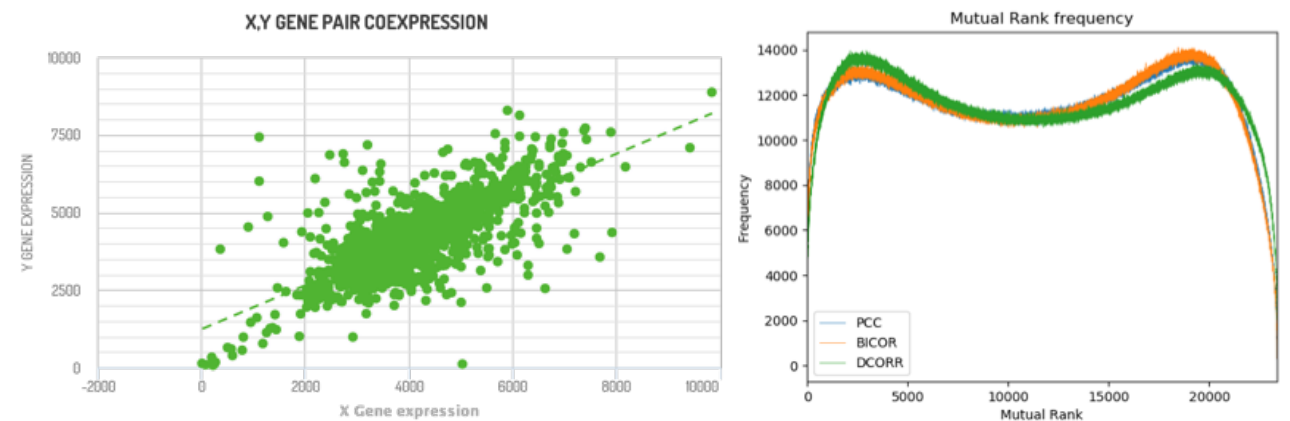 X,Y GENE PAIR COEXPRESSION
10000
7500
5000
2500
0
Y GENE EXPRESSION
-2000 0 2000 4000 6000 8000 10000
X Gene expression
Mutual Rank frequency
14000
12000
10000
8000
6000
4000
2000
0
Frequency
PCC
BICOR
DCORR
0 5000 10000 15000 20000
Mutual Rank